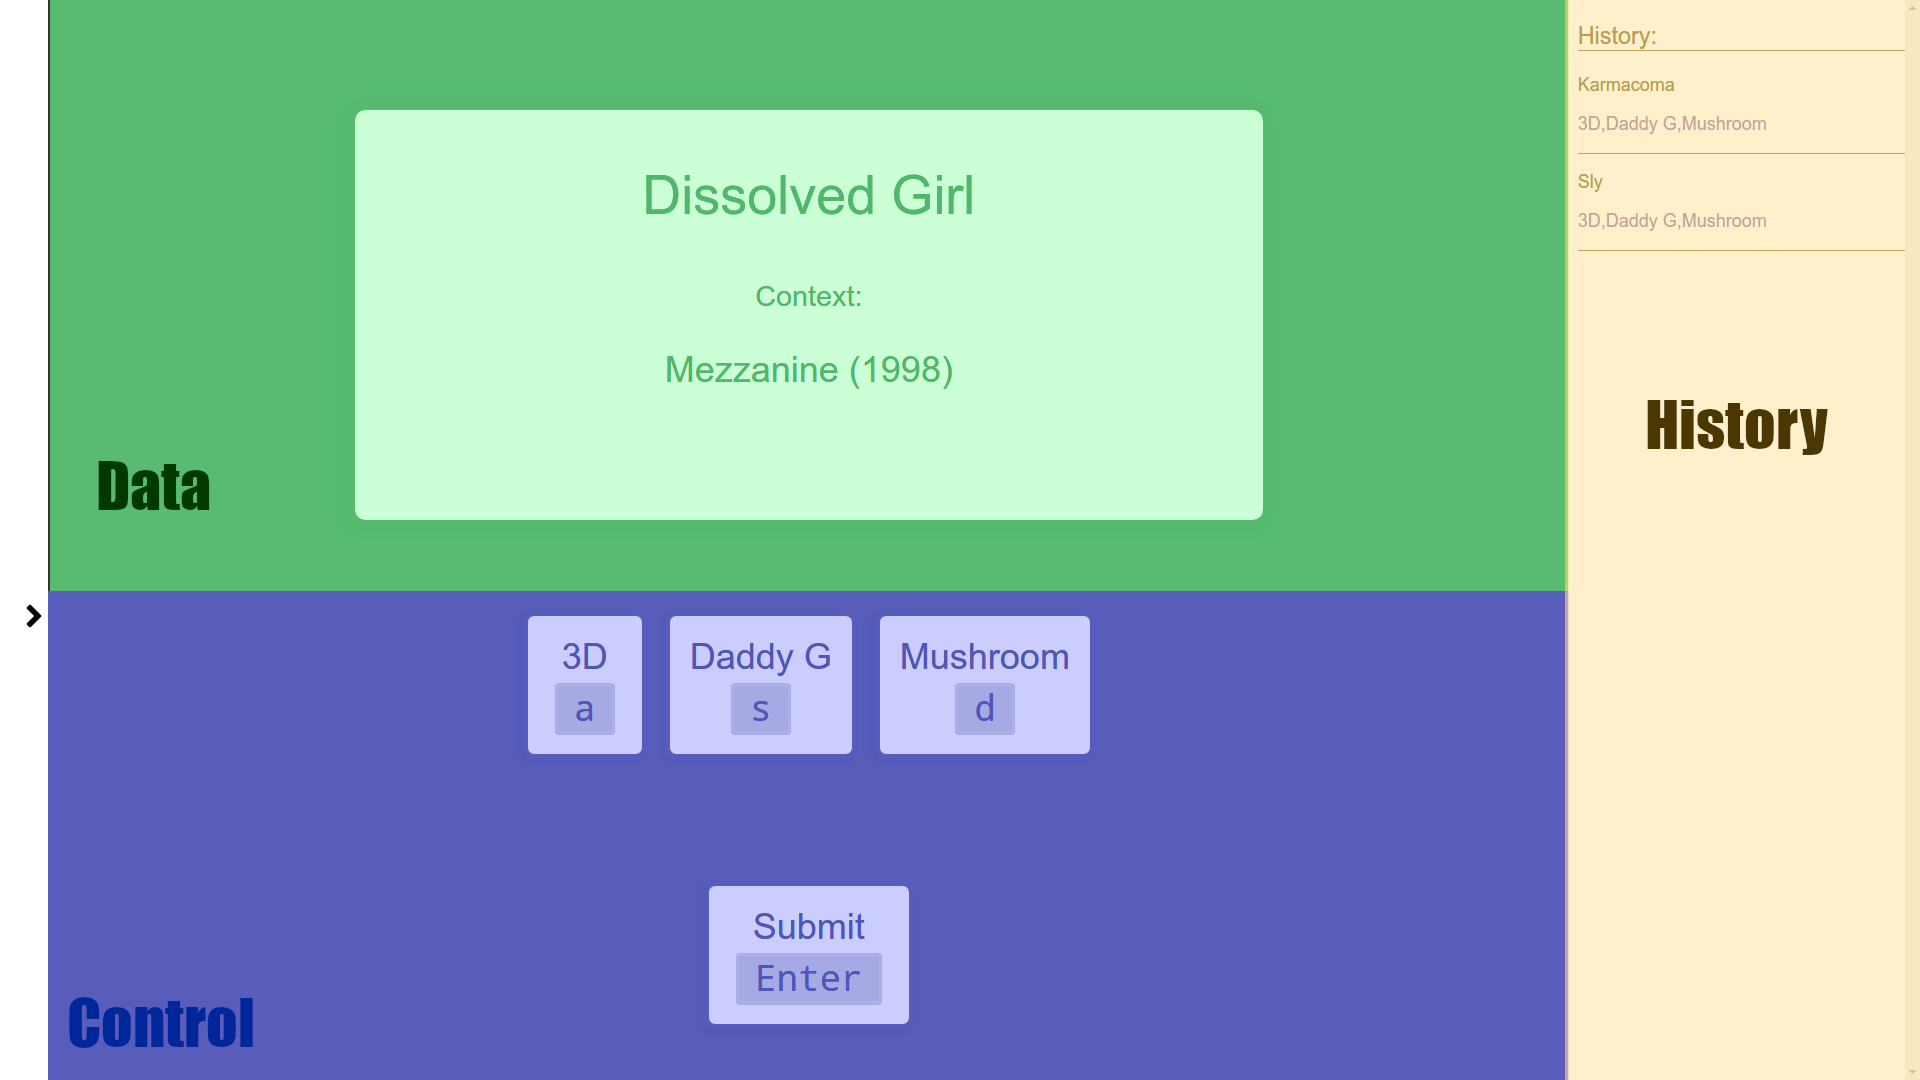 Dissolved Girl
Context:
Mezzanine (1998)
Data
3D
a
Daddy G
s
Mushroom
d
Submit
Enter
Control
History:
Karmacoma
3D,Daddy G,Mushroom
Sly
3D,Daddy G,Mushroom
History